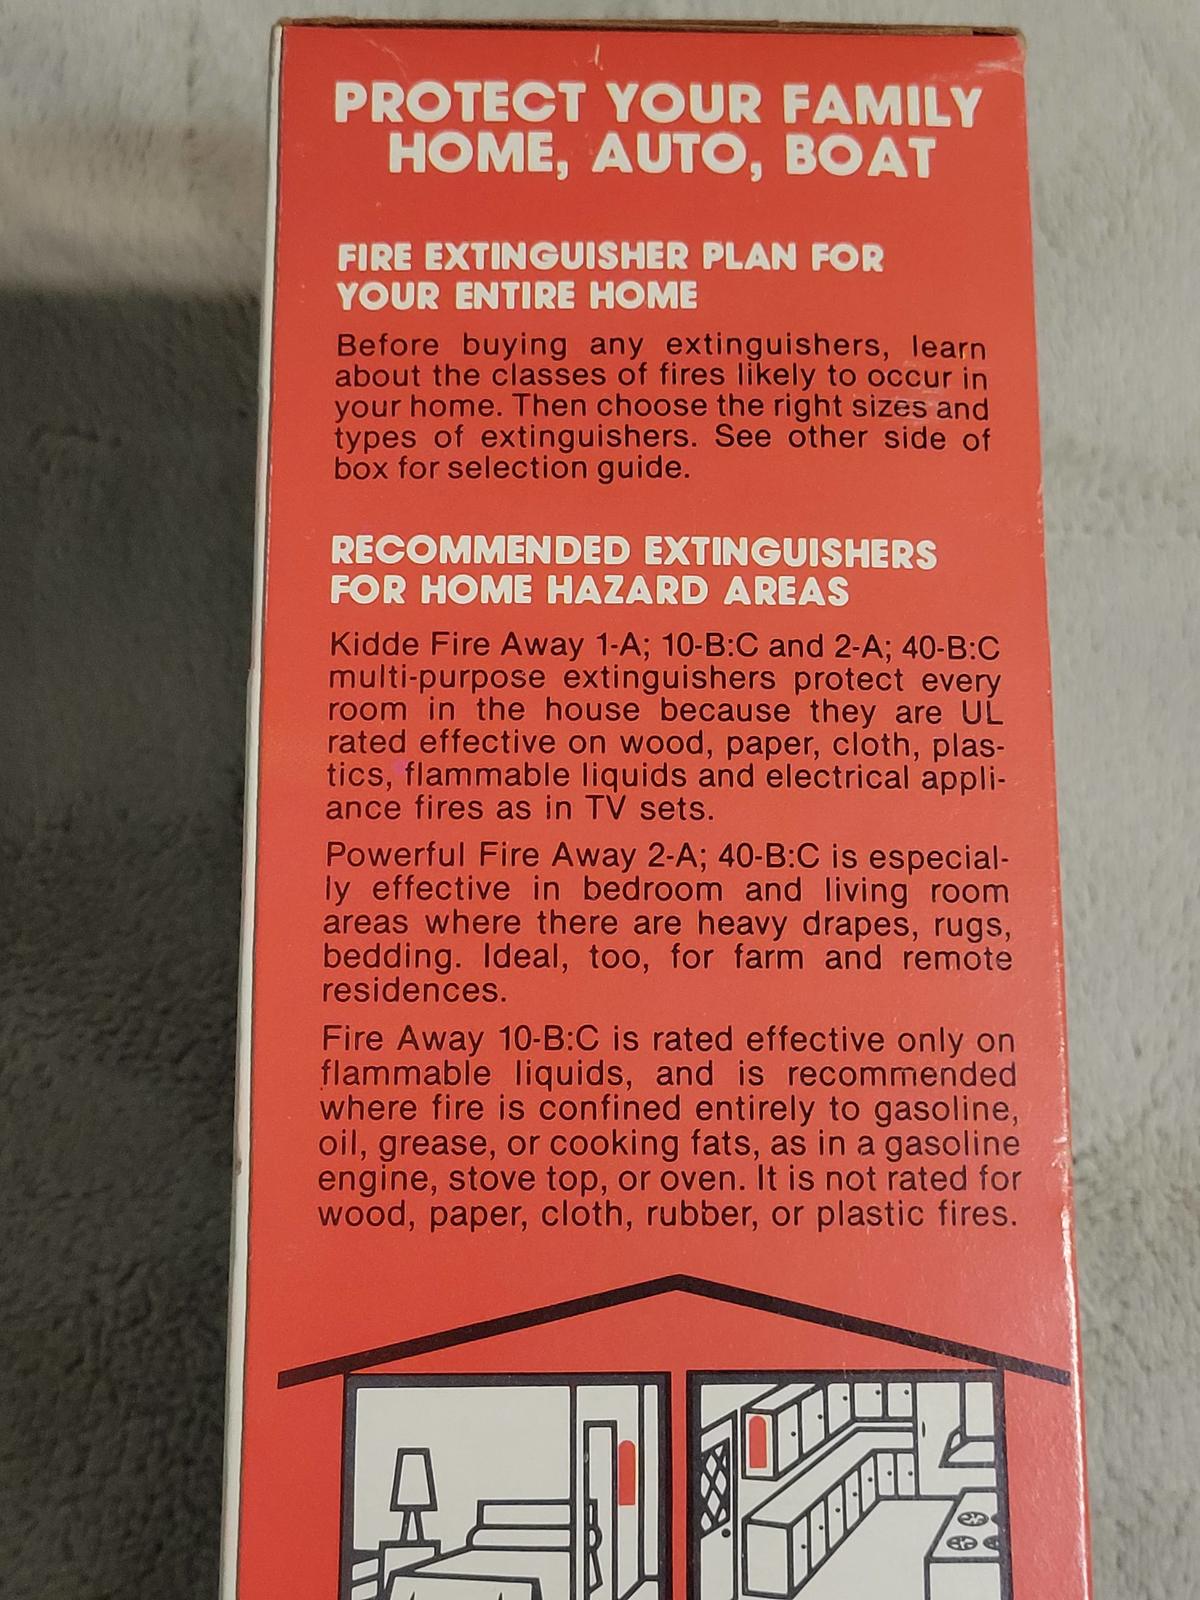 PROTECT YOUR FAMILY
HOME, AUTO, BOAT
FIRE EXTINGUISHER PLAN FOR
YOUR ENTIRE HOME
Before buying any extinguishers, learn
about the classes of fires likely to occur in
your home. Then choose the right sizes and
types of extinguishers. See other side of
box for selection guide.
RECOMMENDED EXTINGUISHERS
FOR HOME HAZARD AREAS
Kidde Fire Away 1-A; 10-B:C and 2-A; 40-B:C
multi-purpose extinguishers protect every
room in the house because they are UL
rated effective on wood, paper, cloth, plas-
tics, flammable liquids and electrical appli-
ance fires as in TV sets.
Powerful Fire Away 2-A; 40-B:C is especial-
ly effective in bedroom and living room
areas where there are heavy drapes, rugs,
bedding. Ideal, too, for farm and remote
residences.
Fire Away 10-B:C is rated effective only on
flammable liquids, and is recommended
where fire is confined entirely to gasoline,
oil, grease, or cooking fats, as in a gasoline
engine, stove top, or oven. It is not rated for
wood, paper, cloth, rubber, or plastic fires.